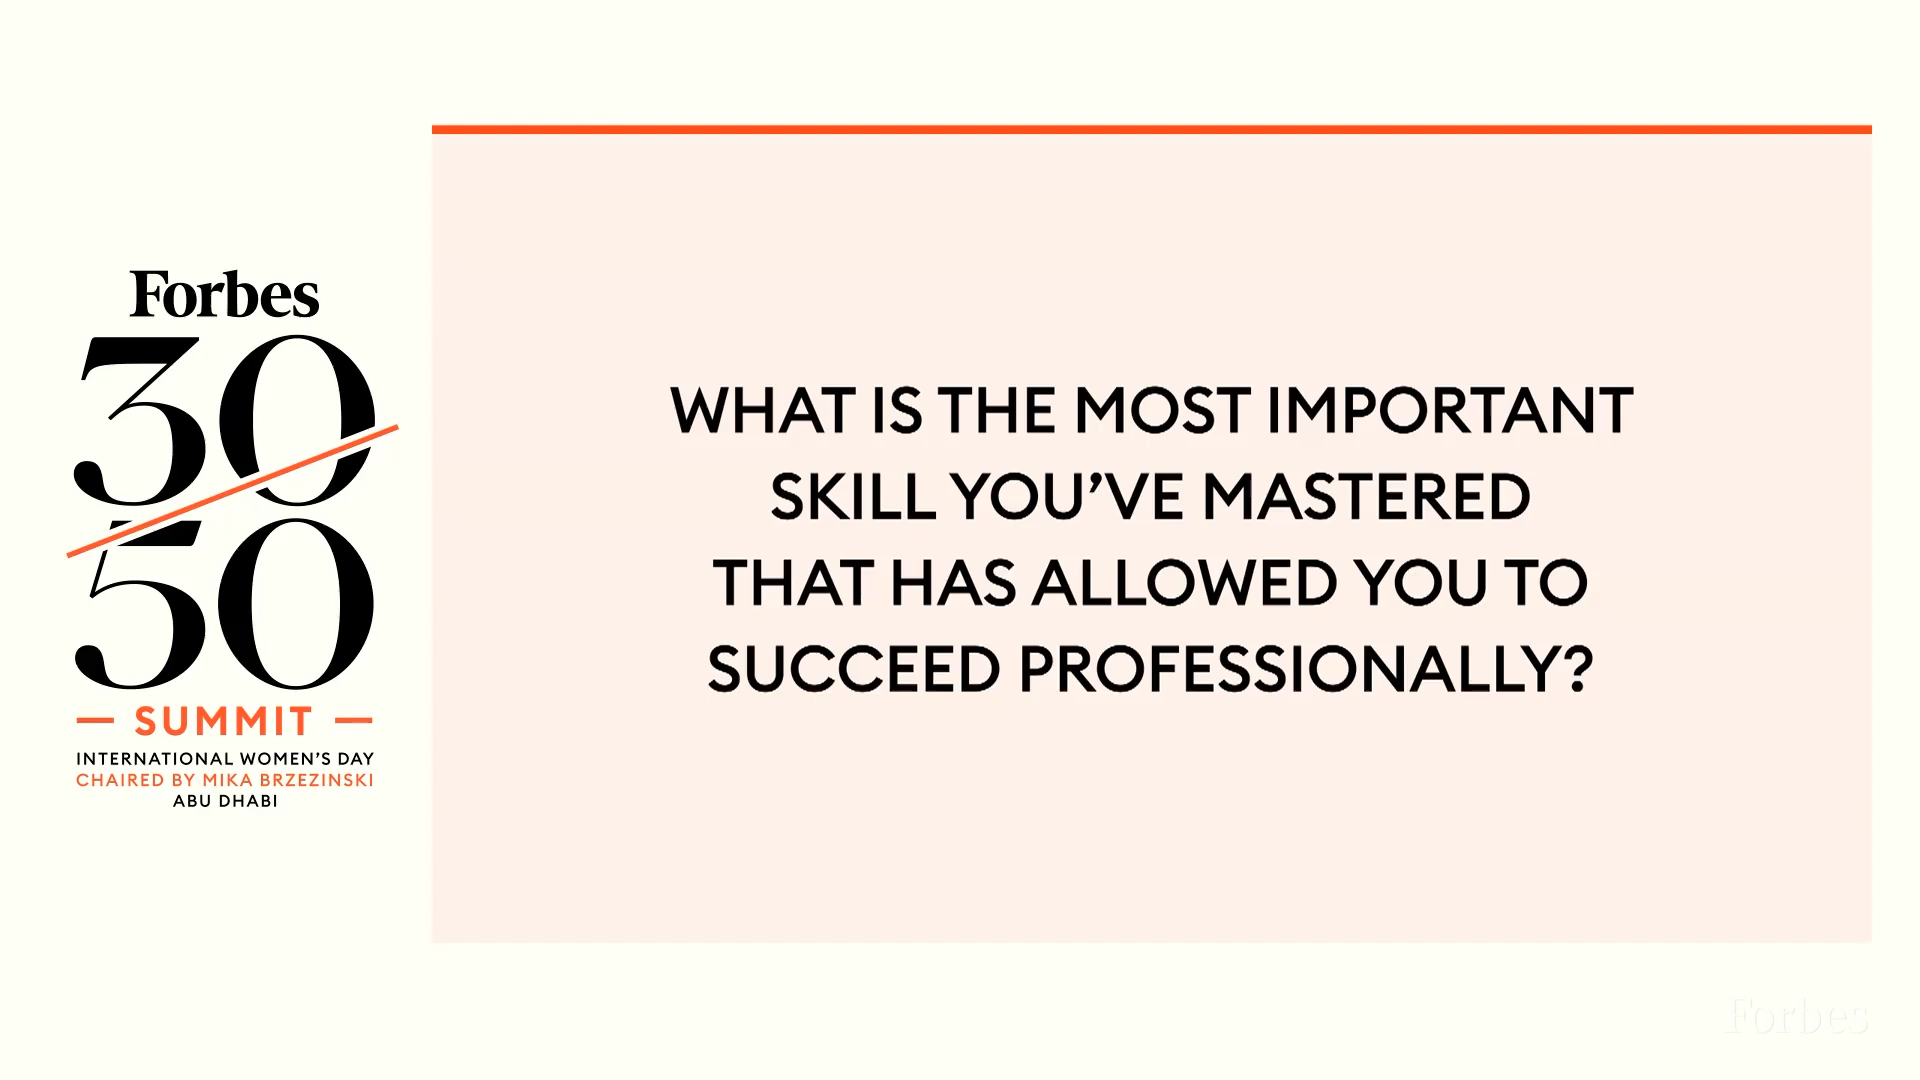 Forbes
30
50
— SUMMIT —
INTERNATIONAL WOMEN'S DAY
CHAIRED BY MIKA BRZEZINSKI
ABU DHABI
WHAT IS THE MOST IMPORTANT
SKILL YOU'VE MASTERED
THAT HAS ALLOWED YOU TO
SUCCEED PROFESSIONALLY?
Forbes